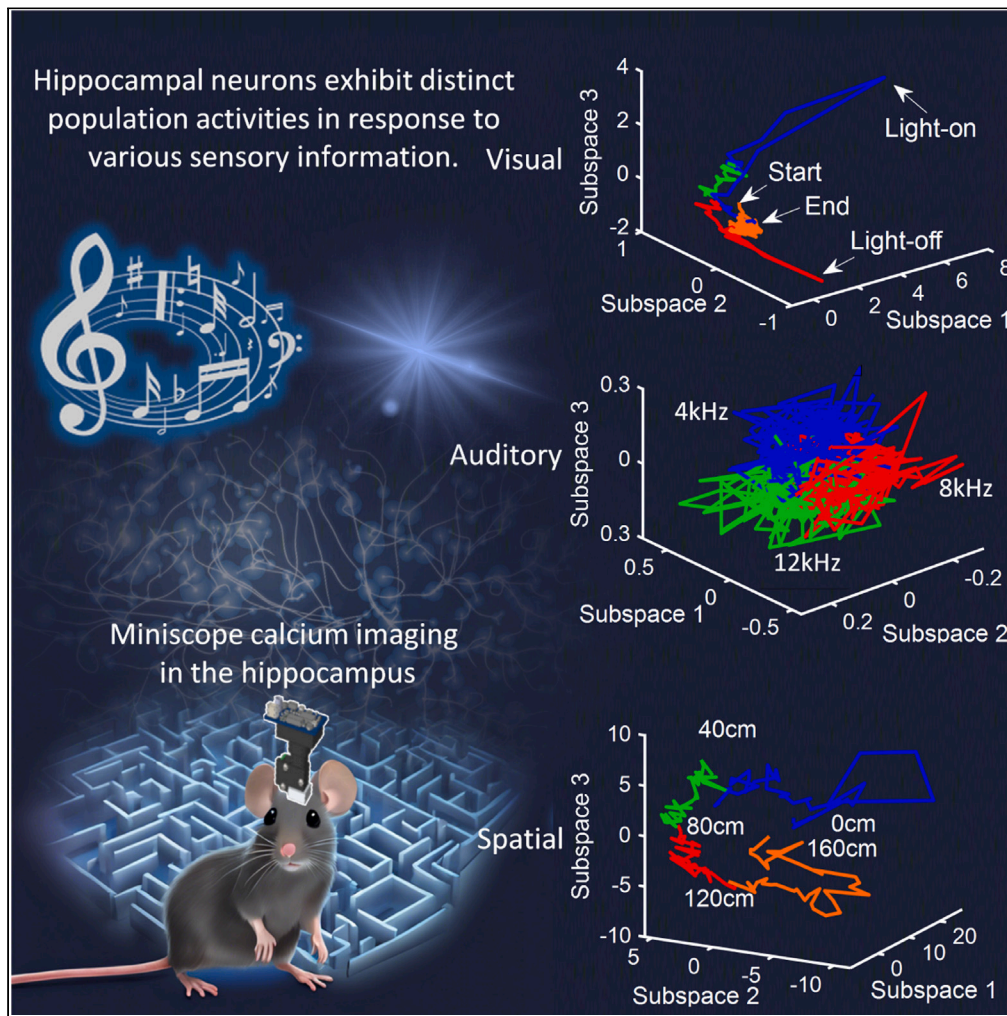 Hippocampal neurons exhibit distinct
population activities in response to
various sensory information.
Visual
4
2
0
-2
Subspace 3
1
0
-1
Subspace 2
0
2
4
6
8
Subspace 1
Light-on
Start
End
Light-off
Auditory
0.3
0
0.3
Subspace 3
0.5
0
-0.5
Subspace 1
0.2
0
-0.2
Subspace 2
4kHz
8kHz
12kHz
Miniscope calcium imaging
in the hippocampus
Spatial
10
5
0
-5
-10
Subspace 3
5
0
-5
-10
Subspace 2
0
10
20
Subspace 1
40cm
0cm
80cm
160cm
120cm